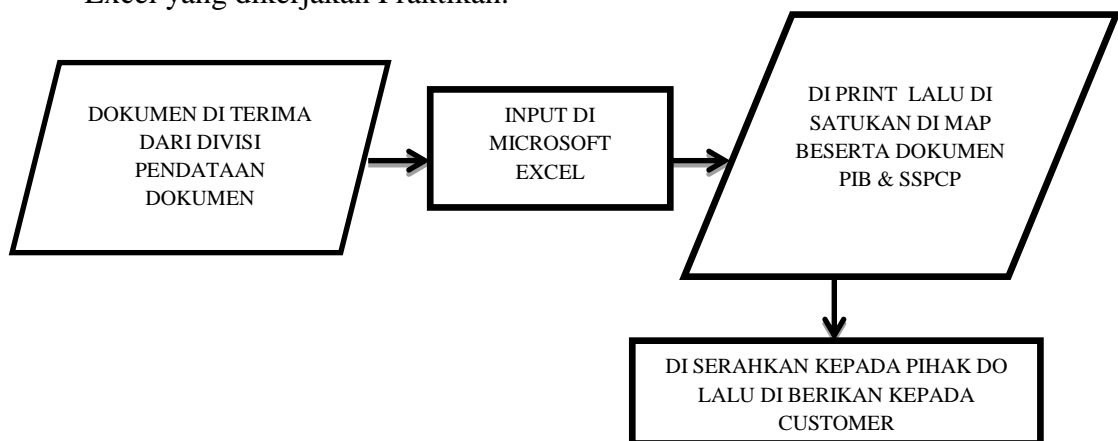 Excel yang dikerjakan Praktikan.
DOKUMEN DI TERIMA
DARI DIVISI
PENDATAAN
DOKUMEN
INPUT DI
MICROSOFT
EXCEL
DI PRINT LALU DI
SATUKAN DI MAP
BESERTA DOKUMEN
PIB & SSPCP
DI SERAHKAN KEPADA PIHAK DO
LALU DI BERIKAN KEPADA
CUSTOMER